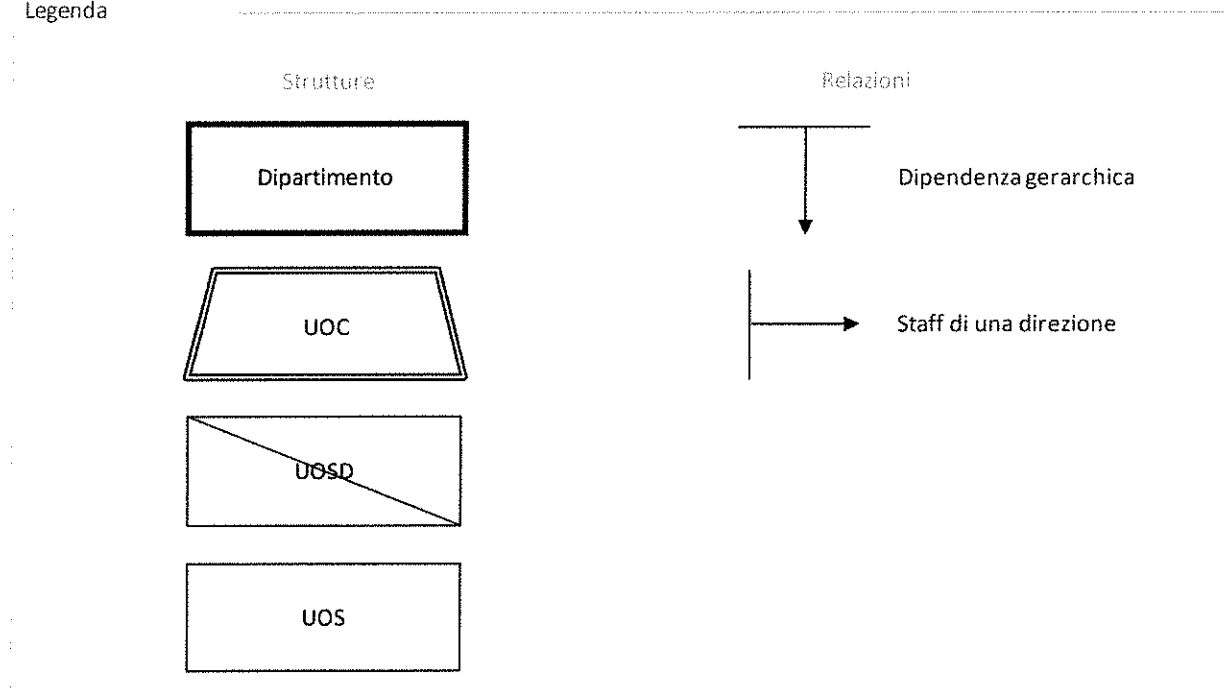 Legenda
Strutture
Relazioni
Dipartimento
Dipendenza gerarchica
UOC
Staff di una direzione
UOSD
UOS